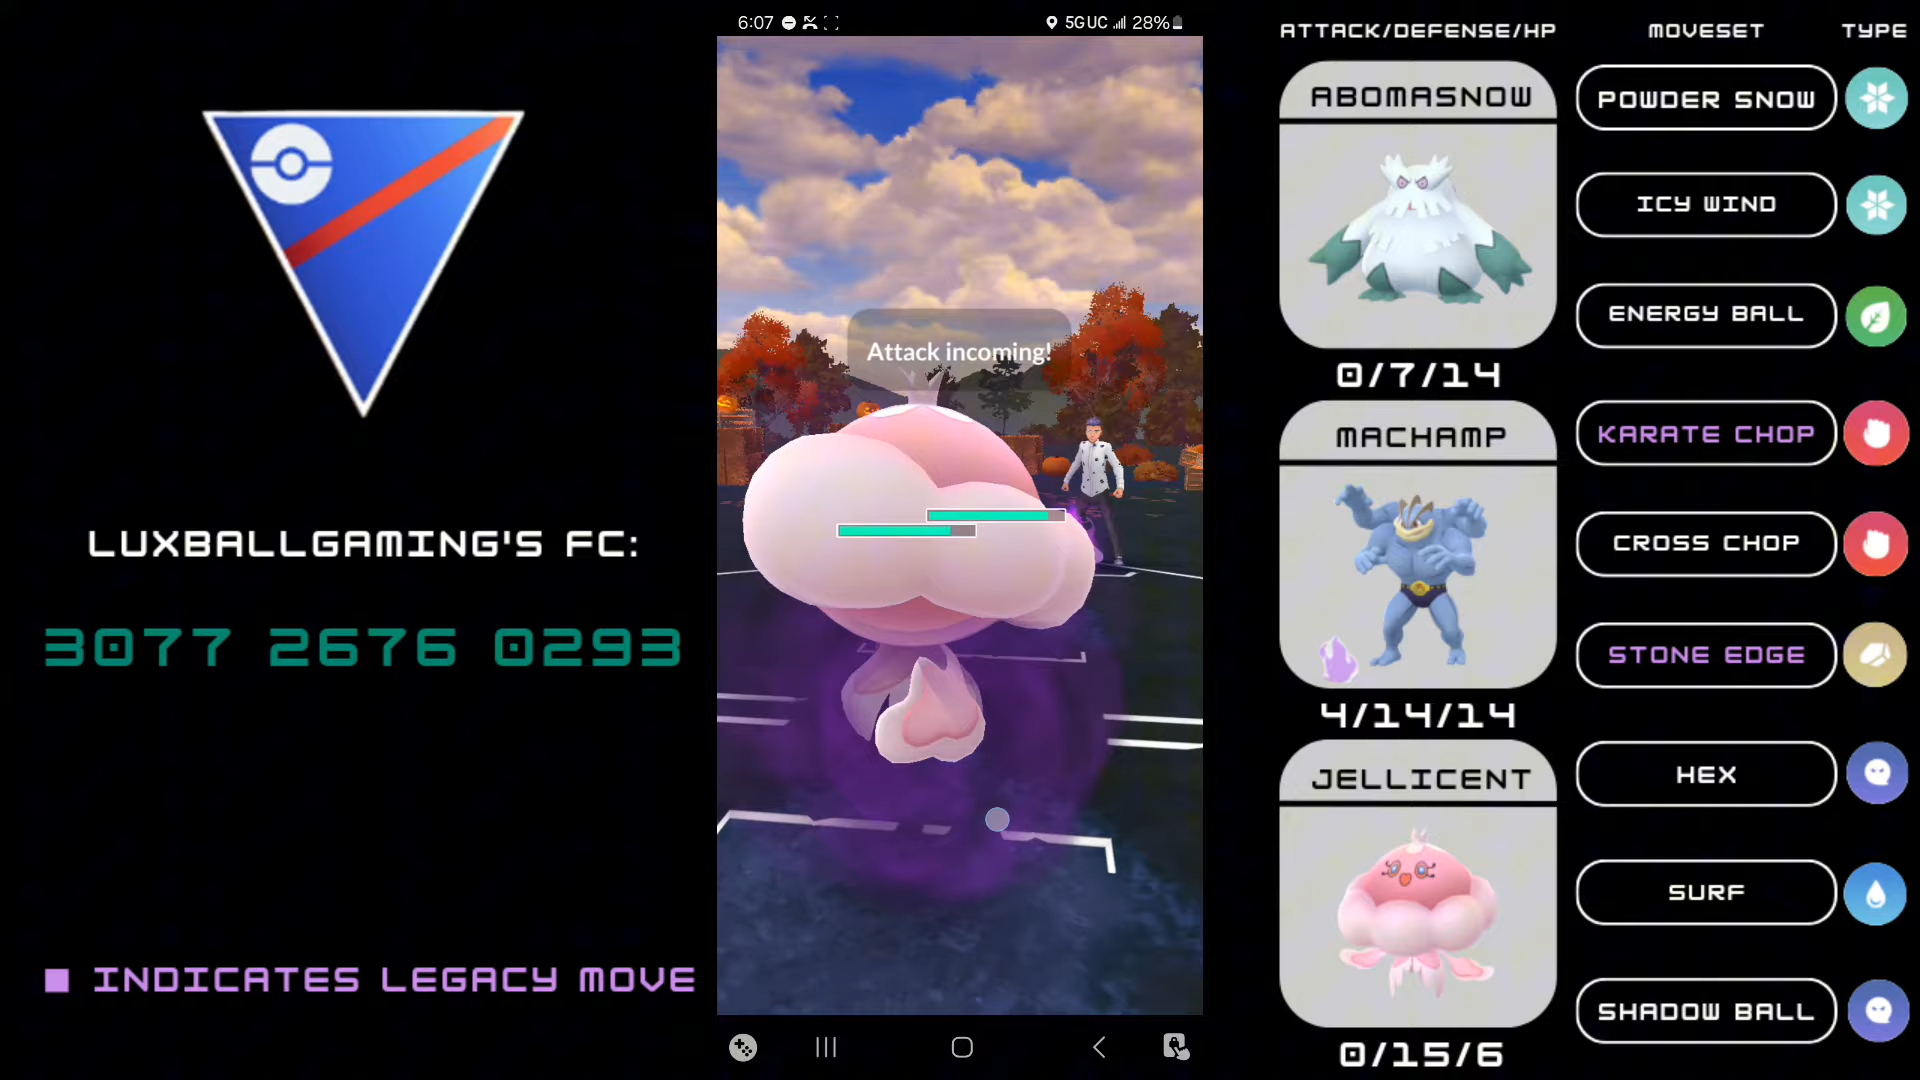 6:07
5GUC 28%
Attack incoming!
LUXBALLGAMING'S FC:
3077 2676 0293
INDICATES LEGACY MOVE
ATTACK/DEFENSE/HP MOVESET TYPE
ABOMASNOW
0/7/14
POWDER SNOW
ICY WIND
ENERGY BALL
MACHAMP
4/14/14
KARATE CHOP
CROSS CHOP
STONE EDGE
JELLICENT
0/15/6
HEX
SURF
SHADOW BALL